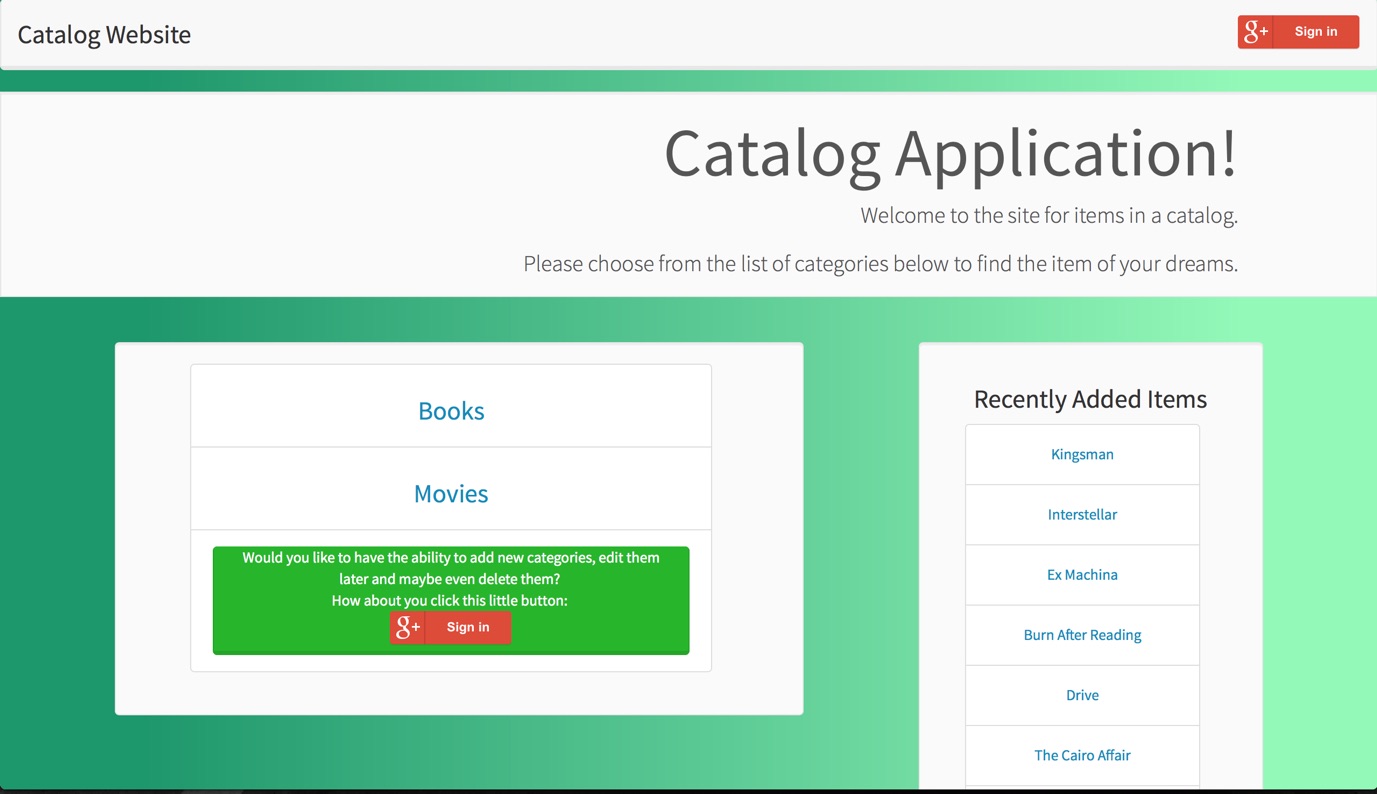 Catalog Website
g+ Sign in
Catalog Application!
Welcome to the site for items in a catalog.
Please choose from the list of categories below to find the item of your dreams.
Books
Movies
Would you like to have the ability to add new categories, edit them
later and maybe even delete them?
How about you click this little button:
g+ Sign in
Recently Added Items
Kingsman
Interstellar
Ex Machina
Burn After Reading
Drive
The Cairo Affair